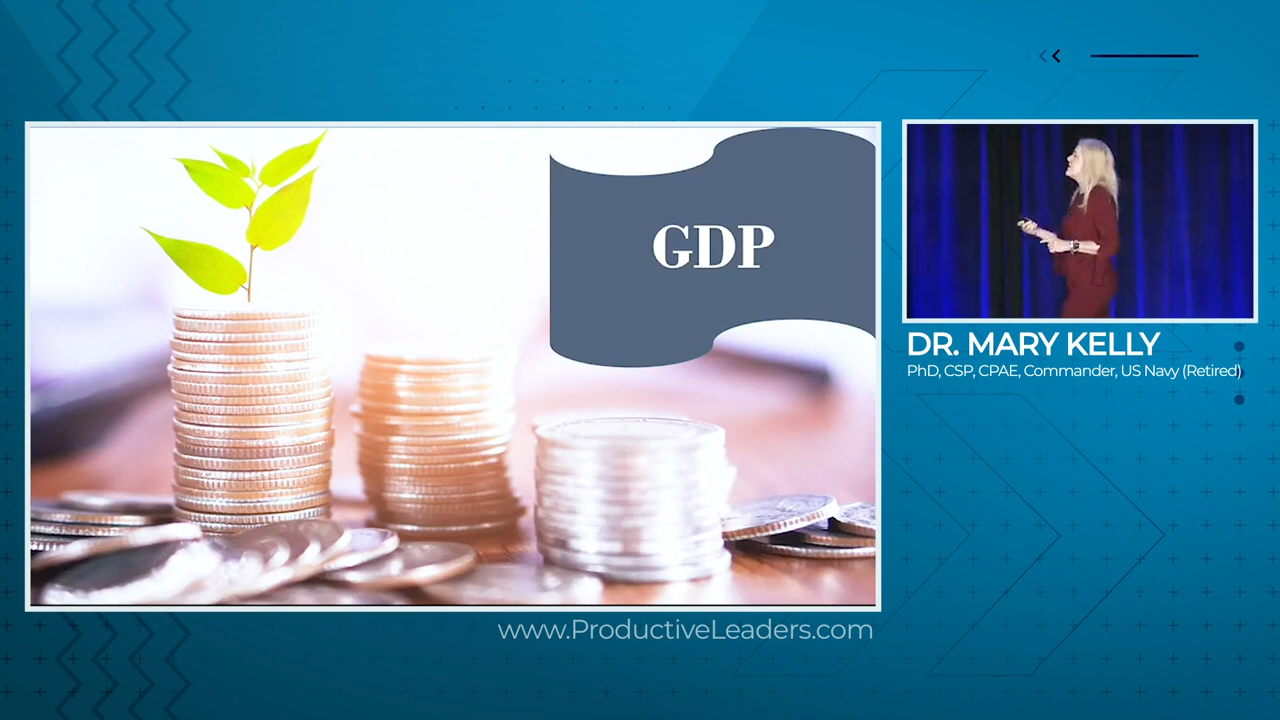 GDP
DR. MARY KELLY
PhD, CSP, CPAE, Commander, US Navy (Retired)
www.ProductiveLeaders.com